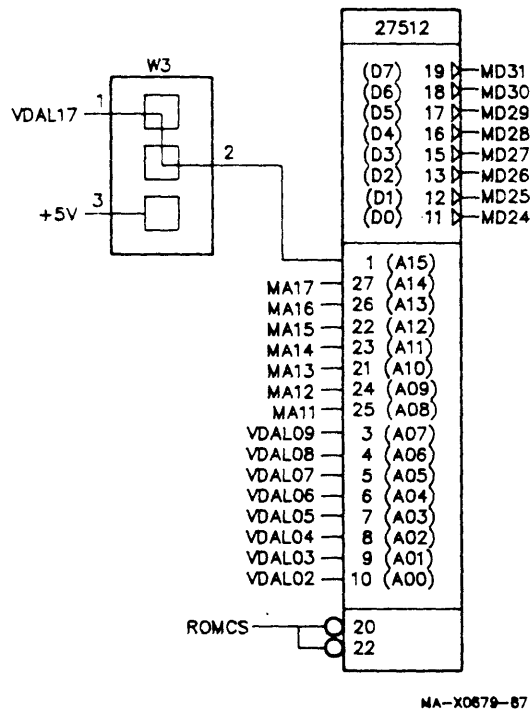 27512
W3
(D7) 19 MD31
(D6) 18 MD30
(D5) 17 MD29
(D4) 16 MD28
(D3) 15 MD27
(D2) 13 MD26
(D1) 12 MD25
(D0) 11 MD24
VDAL17 1
2
+5V 3
1 (A15)
MA17 27 (A14)
MA16 26 (A13)
MA15 22 (A12)
MA14 23 (A11)
MA13 21 (A10)
MA12 24 (A09)
MA11 25 (A08)
VDAL09 3 (A07)
VDAL08 4 (A06)
VDAL07 5 (A05)
VDAL06 6 (A04)
VDAL05 7 (A03)
VDAL04 8 (A02)
VDAL03 9 (A01)
VDAL02 10 (A00)
ROMCS 20
22
MA-X0679-87